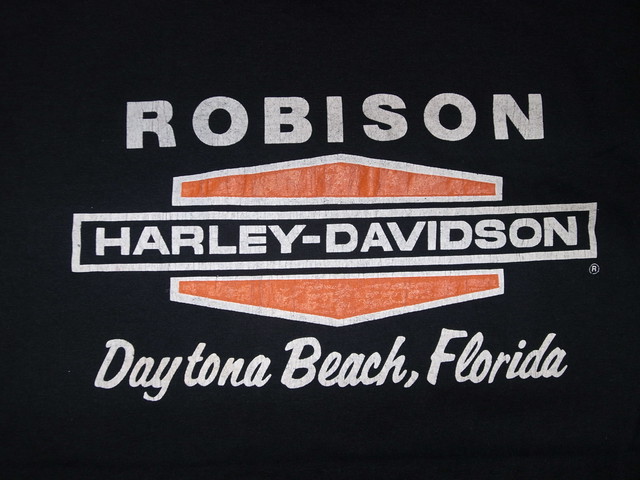 ROBISON
HARLEY-DAVIDSON
®
Daytona Beach, Florida